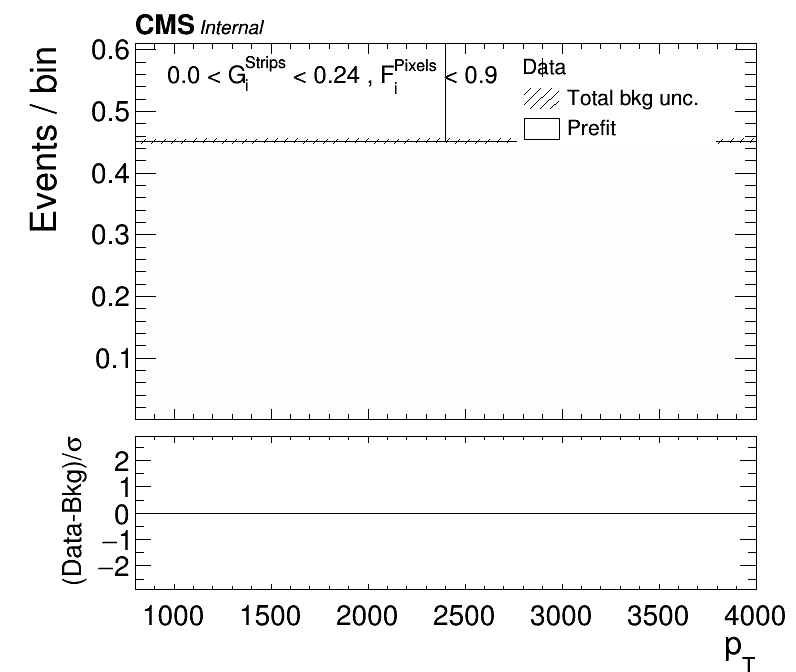 CMS Internal
0.6
0.0 < G_i^Strips < 0.24 , F_i^Pixels < 0.9
Data
Total bkg unc.
Prefit
0.5
0.4
0.3
0.2
0.1
Events / bin
2
1
0
−1
−2
(Data-Bkg)/σ
1000 1500 2000 2500 3000 3500 4000
p_T